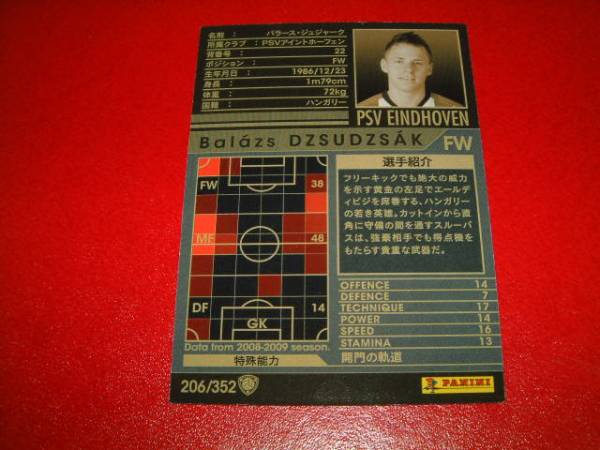 名前 : バラース・ジュジャーク
所属クラブ : PSVアイントホーフェン
背番号 : 22
ポジション : FW
生年月日 : 1986/12/23
身長 : 1m79cm
体重 : 72kg
国籍 : ハンガリー
PSV EINDHOVEN
Balázs DZSUDZSÁK FW
FW 38
MF 48
DF 14
GK
Data from 2008-2009 season.
選手紹介
フリーキックでも絶大の威力
を示す黄金の左足でエールデ
ィビジを席巻する、ハンガリー
の若き英雄。カットインから直
角に守備の間を通すスルーパ
スは、強豪相手でも得点機を
もたらす貴重な武器だ。
OFFENCE 14
DEFENCE 7
TECHNIQUE 17
POWER 14
SPEED 16
STAMINA 13
特殊能力 開門の軌道
206/352
PANINI